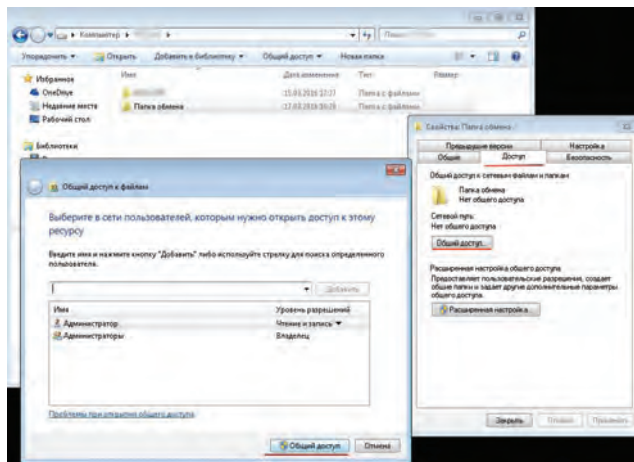 Компьютер
Упорядочить Открыть Добавить в библиотеку Общий доступ Новая папка
Избранное
Имя Дата изменения Тип Размер
OneDrive 15.03.2016 Папка с файлами
Недавние места Папка обмена 17.03.2016 Папка с файлами
Рабочий стол
Библиотеки
Свойства: Папка обмена
Предыдущие версии Настройка
Общие Доступ Безопасность
Общий доступ к сетевым файлам и папкам
Папка обмена
Нет общего доступа
Сетевой путь:
Нет общего доступа
Общий доступ...
Расширенная настройка общего доступа
Предоставляет пользовательские разрешения, создает
общие папки и задает другие дополнительные параметры
общего доступа.
Расширенная настройка...
Закрыть Отмена Применить
Общий доступ к файлам
Выберите в сети пользователей, которым нужно открыть доступ к этому
ресурсу
Введите имя и нажмите кнопку "Добавить" либо используйте стрелку для поиска определенного
пользователя.
Добавить
Имя Уровень разрешений
Администратор Чтение и запись
Администраторы Владелец
Проблемы при открытии общего доступа
Общий доступ Отмена